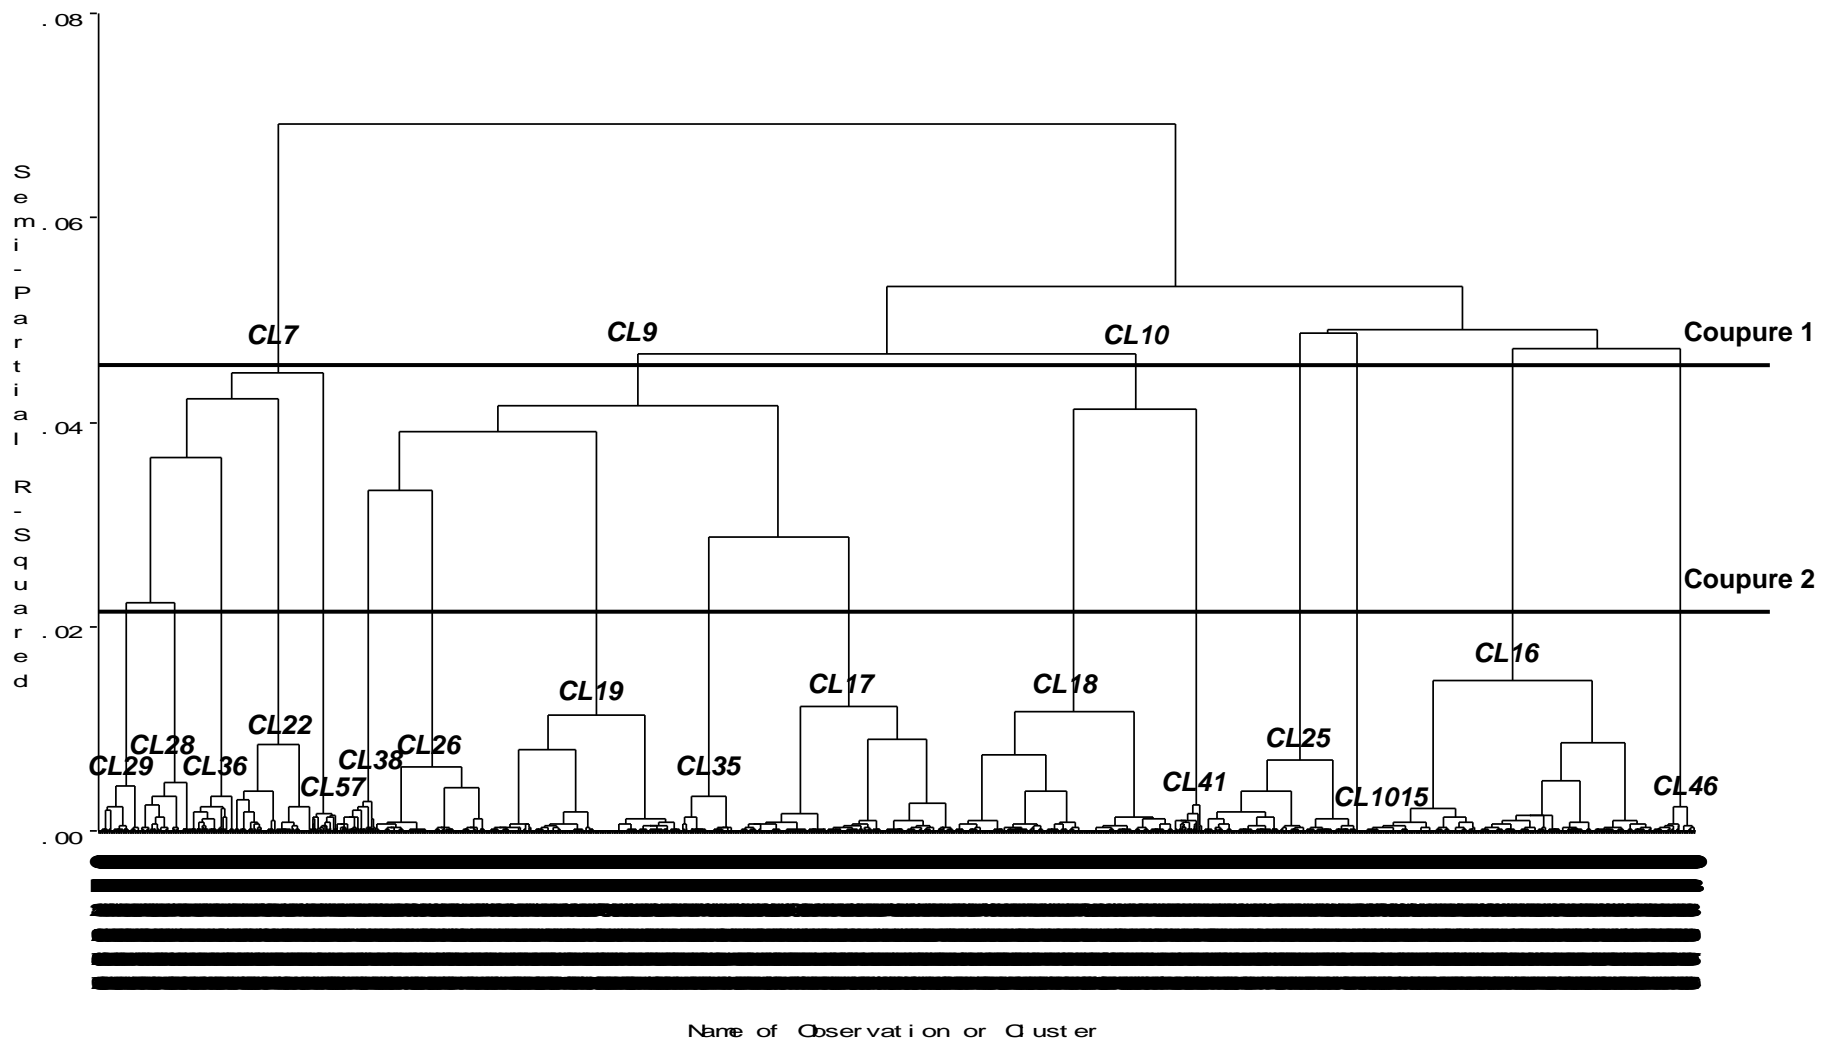 .08
.06
.04
.02
.00
Semi-Partial R-Squared
CL7 CL9 CL10
Coupure 1
Coupure 2
CL16
CL19 CL17 CL18
CL22 CL25
CL28 CL26
CL29 CL36 CL38 CL35
CL57 CL41 CL1015 CL46
Name of Observation or Cluster